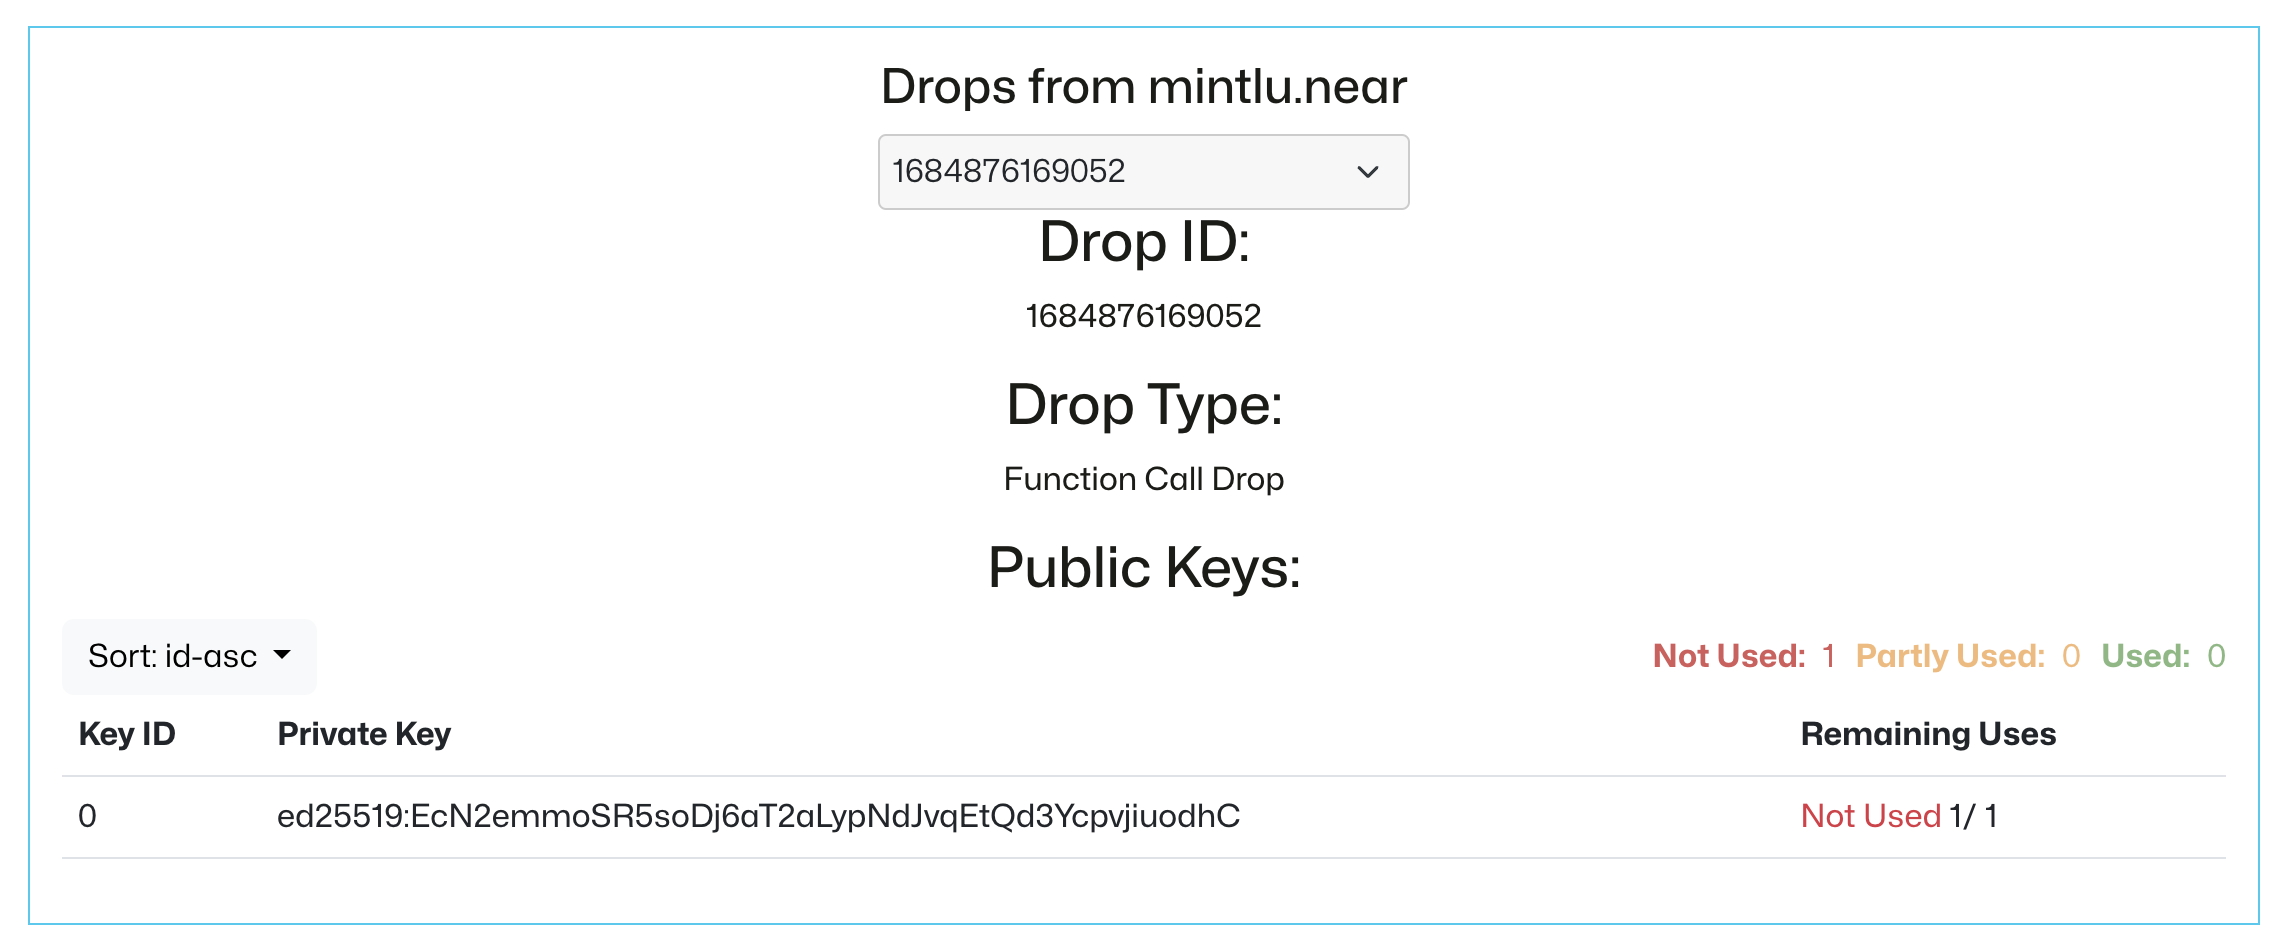 Drops from mintlu.near
1684876169052
Drop ID:
1684876169052
Drop Type:
Function Call Drop
Public Keys:
Sort: id-asc
Not Used: 1 Partly Used: 0 Used: 0
Key ID Private Key Remaining Uses
0 ed25519:EcN2emmoSR5soDj6aT2aLypNdJvqEtQd3YcpvjiuodhC Not Used 1/ 1